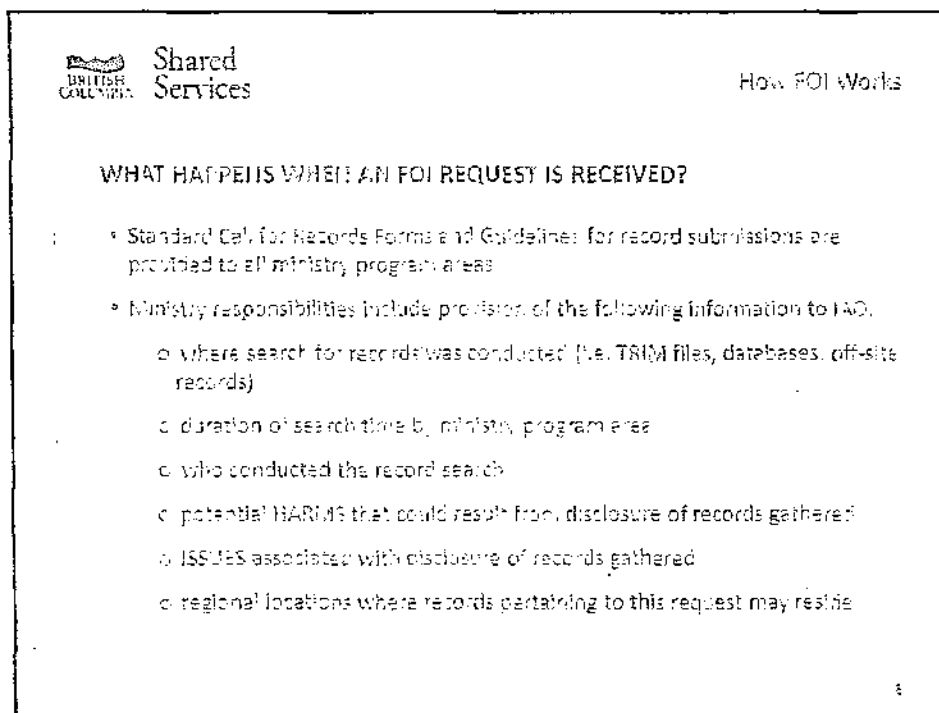 BRITISH
COLUMBIA
Shared
Services
How FOI Works
WHAT HAPPENS WHEN AN FOI REQUEST IS RECEIVED?
• Standard Call for Records Forms and Guidelines for record submissions are
provided to all ministry program areas
• Ministry responsibilities include provision of the following information to IAO.
o where search for records was conducted (i.e. TRIM files, databases, off-site
records)
o duration of search time by ministry program area
o who conducted the record search
o potential HARMS that could result from disclosure of records gathered
o ISSUES associated with disclosure of records gathered
o regional locations where records pertaining to this request may reside